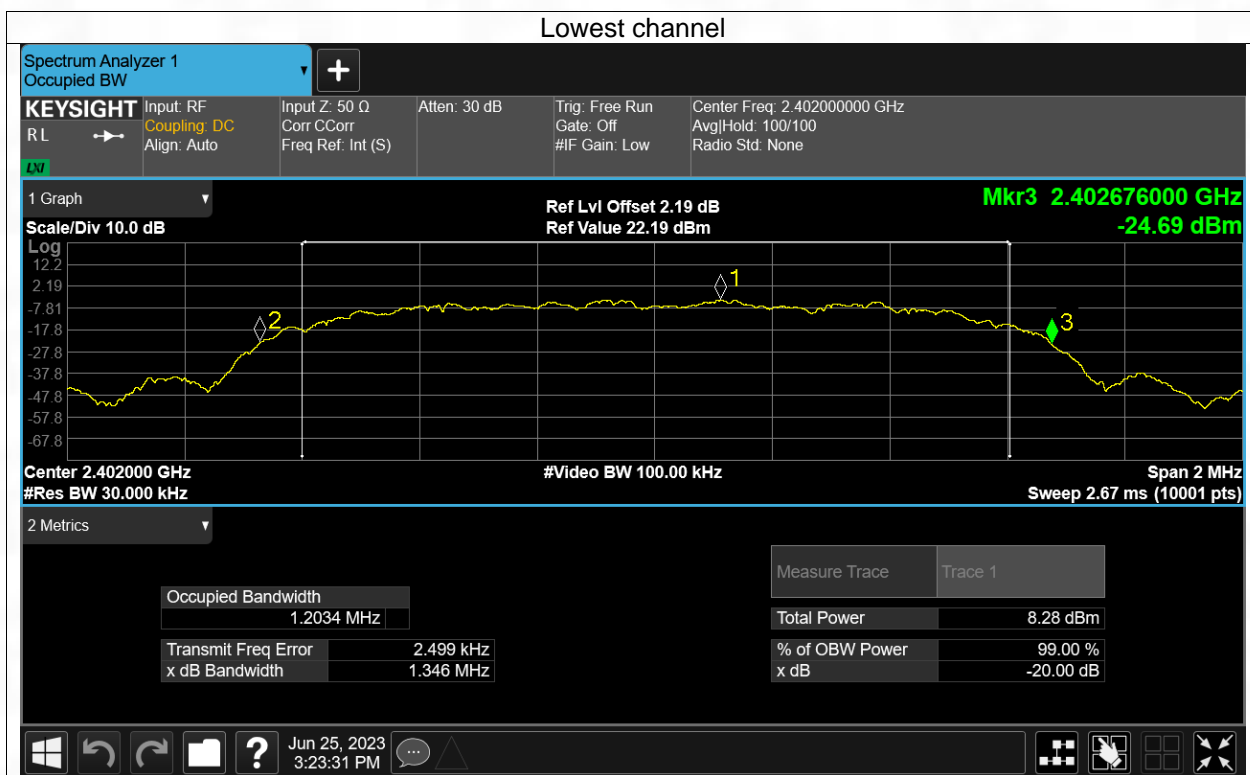 Lowest channel
Spectrum Analyzer 1
Occupied BW
KEYSIGHT
R L
LXI
Input: RF
Coupling: DC
Align: Auto
Input Z: 50 Ω
Corr CCorr
Freq Ref: Int (S)
Atten: 30 dB
Trig: Free Run
Gate: Off
#IF Gain: Low
Center Freq: 2.402000000 GHz
Avg|Hold: 100/100
Radio Std: None
1 Graph
Scale/Div 10.0 dB
Ref Lvl Offset 2.19 dB
Ref Value 22.19 dBm
Mkr3 2.402676000 GHz
-24.69 dBm
Log
12.2
2.19
-7.81
-17.8
-27.8
-37.8
-47.8
-57.8
-67.8
1
2
3
Center 2.402000 GHz
#Res BW 30.000 kHz
#Video BW 100.00 kHz
Span 2 MHz
Sweep 2.67 ms (10001 pts)
2 Metrics
Measure Trace Trace 1
Occupied Bandwidth
1.2034 MHz
Total Power 8.28 dBm
Transmit Freq Error 2.499 kHz
% of OBW Power 99.00 %
x dB Bandwidth 1.346 MHz
x dB -20.00 dB
?
Jun 25, 2023
3:23:31 PM